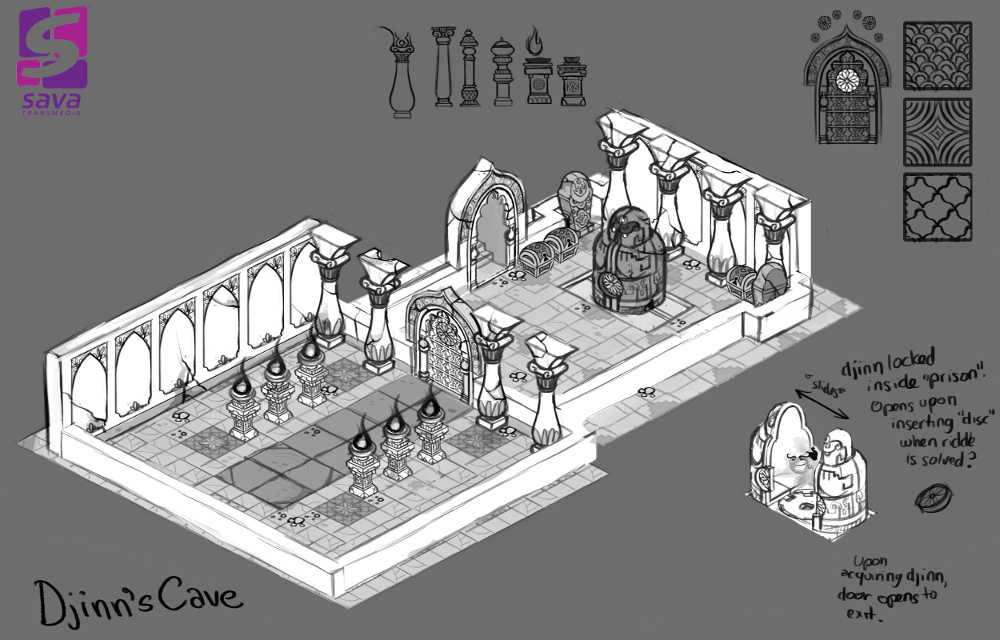 sava
TRANSMEDIA
djinn locked
inside "prison".
Opens upon
inserting "disc"
when ridde
is solved?
slides
Upon
acquiring djinn,
door opens to
exit.
Djinn's Cave